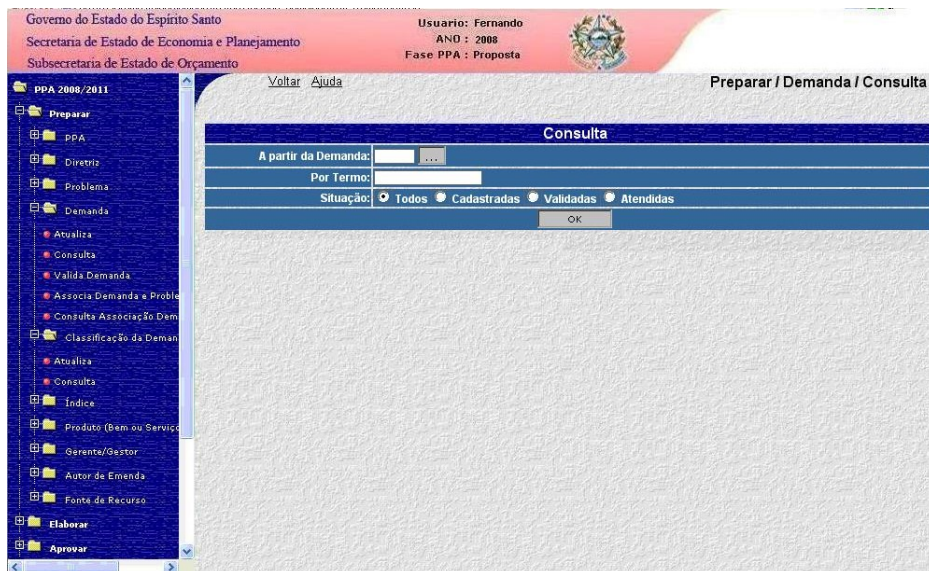 Governo do Estado do Espírito Santo
Secretaria de Estado de Economia e Planejamento
Subsecretaria de Estado de Orçamento
Usuario: Fernando
ANO : 2008
Fase PPA : Proposta
Voltar Ajuda
Preparar / Demanda / Consulta
PPA 2008/2011
Preparar
PPA
Diretriz
Problema
Demanda
Atualiza
Consulta
Valida Demanda
Associa Demanda e Proble
Consulta Associação Dem
Classificação da Deman
Atualiza
Consulta
Índice
Produto (Bem ou Serviço
Gerente/Gestor
Autor de Emenda
Fonte de Recurso
Elaborar
Aprovar
Consulta
A partir da Demanda: ...
Por Termo:
Situação: Todos Cadastradas Validadas Atendidas
OK